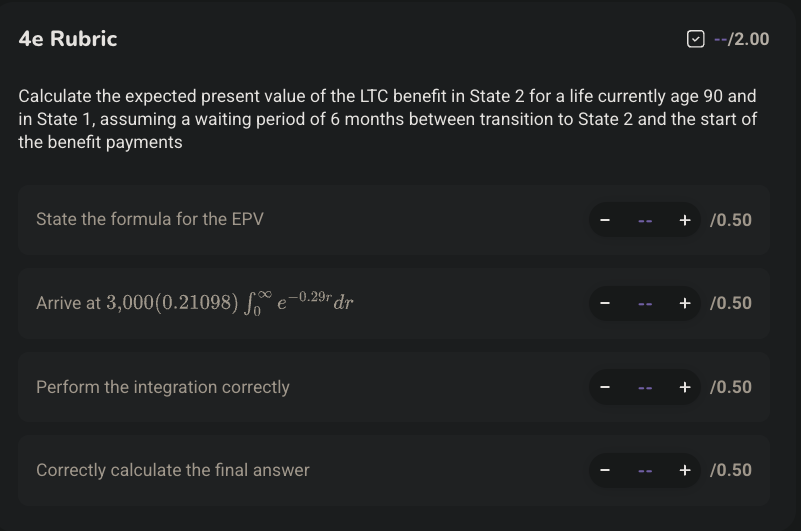 4e Rubric
--/2.00
Calculate the expected present value of the LTC benefit in State 2 for a life currently age 90 and
in State 1, assuming a waiting period of 6 months between transition to State 2 and the start of
the benefit payments
State the formula for the EPV
− -- + /0.50
Arrive at 3,000(0.21098) ∫₀^∞ e^{−0.29r} dr
− -- + /0.50
Perform the integration correctly
− -- + /0.50
Correctly calculate the final answer
− -- + /0.50